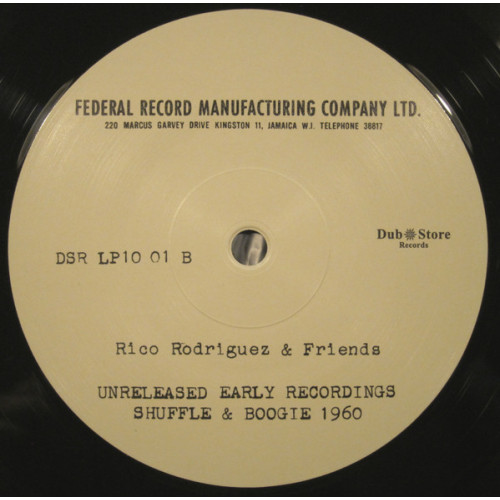 FEDERAL RECORD MANUFACTURING COMPANY LTD.
220 MARCUS GARVEY DRIVE KINGSTON 11, JAMAICA W.I. TELEPHONE 36817
Dub Store
Records
DSR LP10 01 B
Rico Rodriguez & Friends
UNRELEASED EARLY RECORDINGS
SHUFFLE & BOOGIE 1960